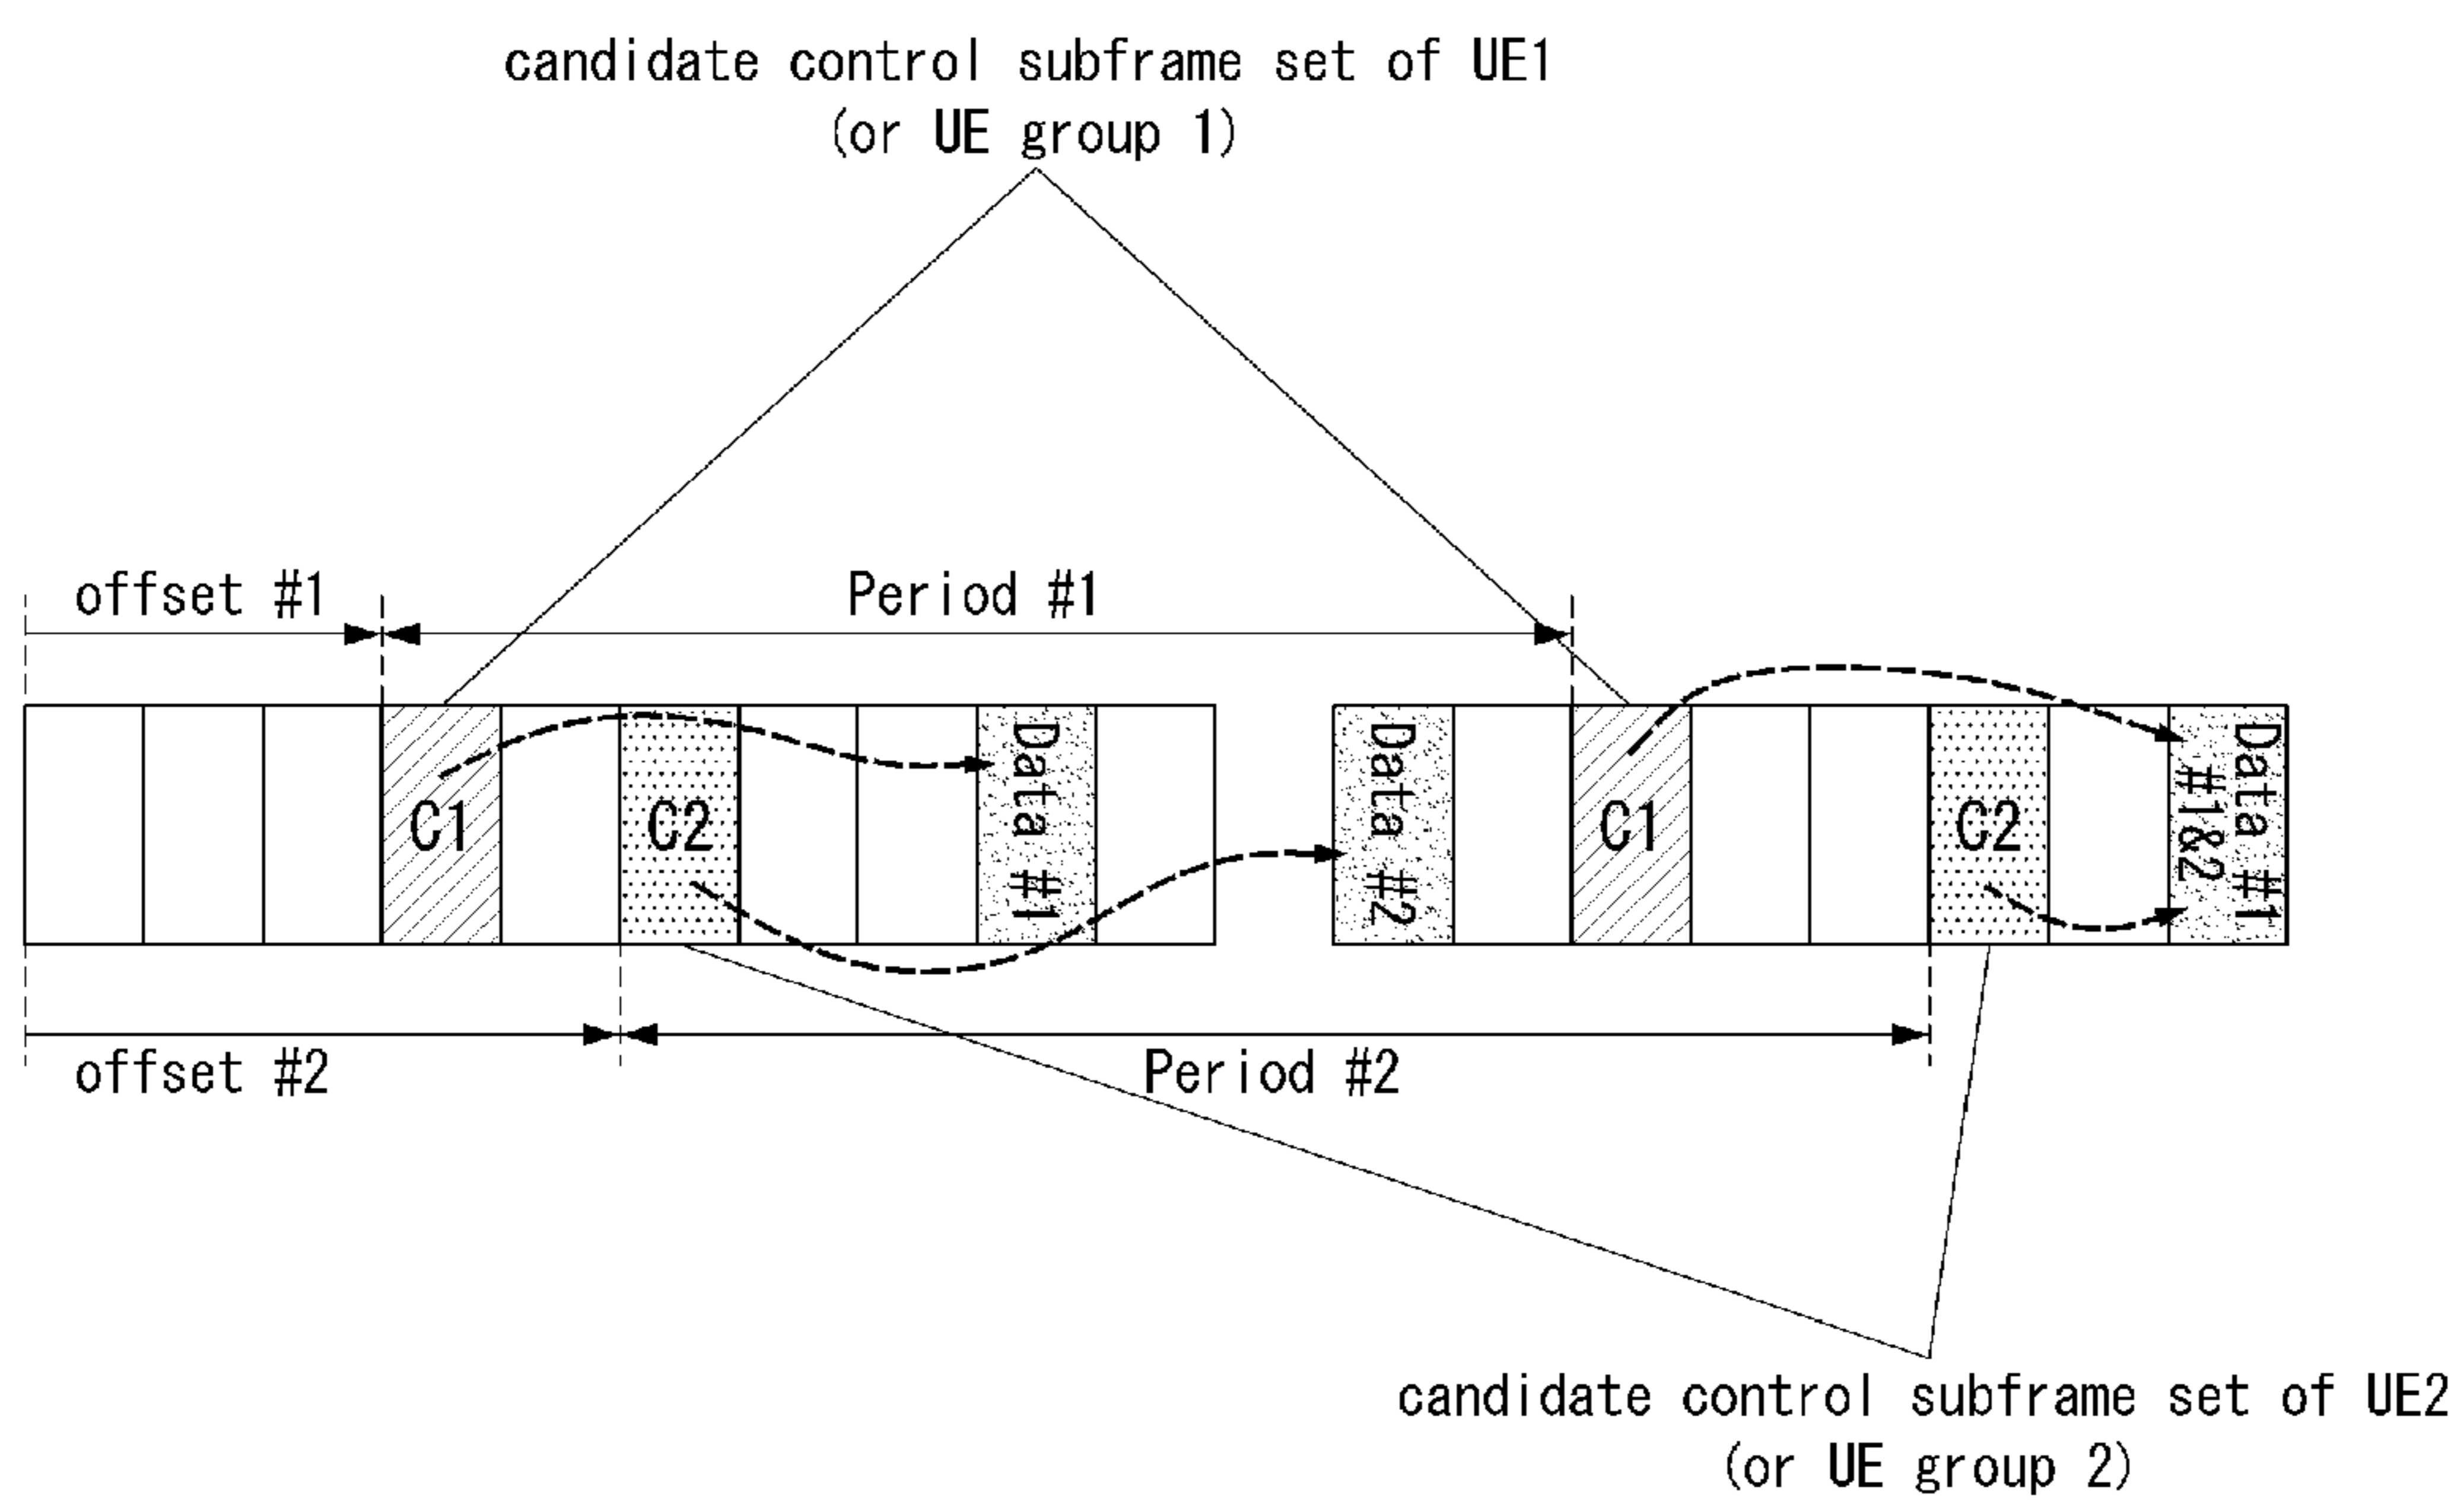 candidate control subframe set of UE1
(or UE group 1)
offset #1
Period #1
C1
C2
Data #1
Data #2
C1
C2
Data #1
#1&2
offset #2
Period #2
candidate control subframe set of UE2
(or UE group 2)